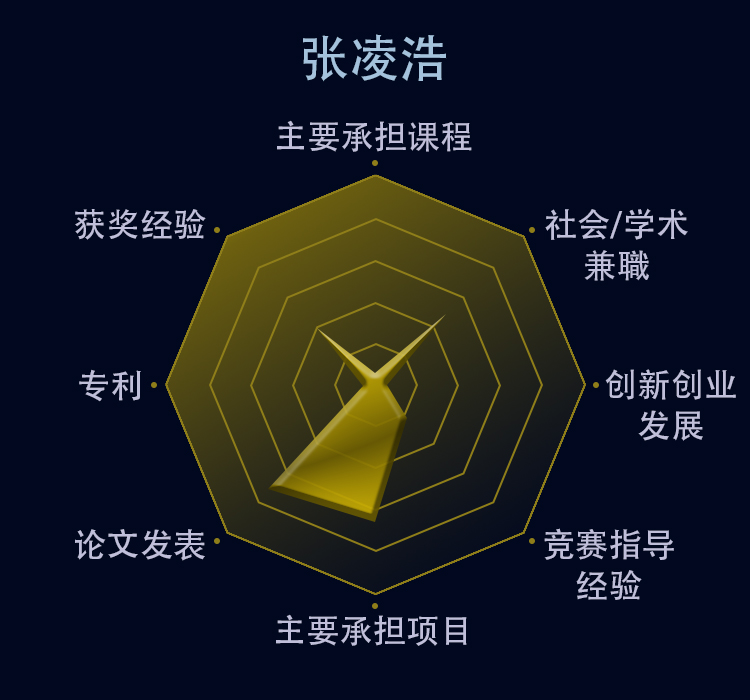 张凌浩
主要承担课程
获奖经验
社会/学术
兼職
专利
创新创业
发展
论文发表
竞赛指导
经验
主要承担项目